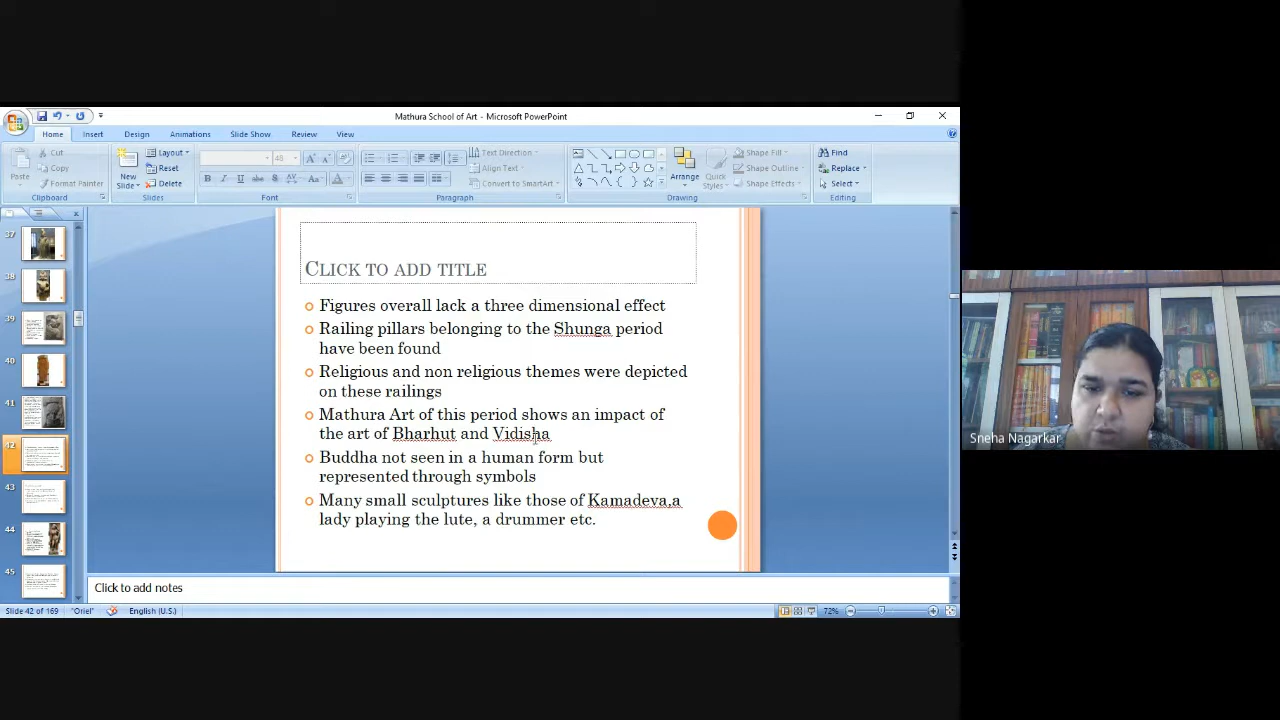 Mathura School of Art - Microsoft PowerPoint
Home Insert Design Animations Slide Show Review View
Paste
Cut
Copy
Format Painter
Clipboard
New
Slide
Layout
Reset
Delete
Slides
48
B I U abc S AV Aa A
Font
Text Direction
Align Text
Convert to SmartArt
Paragraph
Arrange
Quick
Styles
Shape Fill
Shape Outline
Shape Effects
Drawing
Find
Replace
Select
Editing
37
38
39
40
41
42
43
44
45
CLICK TO ADD TITLE
Figures overall lack a three dimensional effect
Railing pillars belonging to the Shunga period
have been found
Religious and non religious themes were depicted
on these railings
Mathura Art of this period shows an impact of
the art of Bharhut and Vidisha
Buddha not seen in a human form but
represented through symbols
Many small sculptures like those of Kamadeva,a
lady playing the lute, a drummer etc.
Click to add notes
Slide 42 of 169 "Oriel" English (U.S.) 72%
Sneha Nagarkar